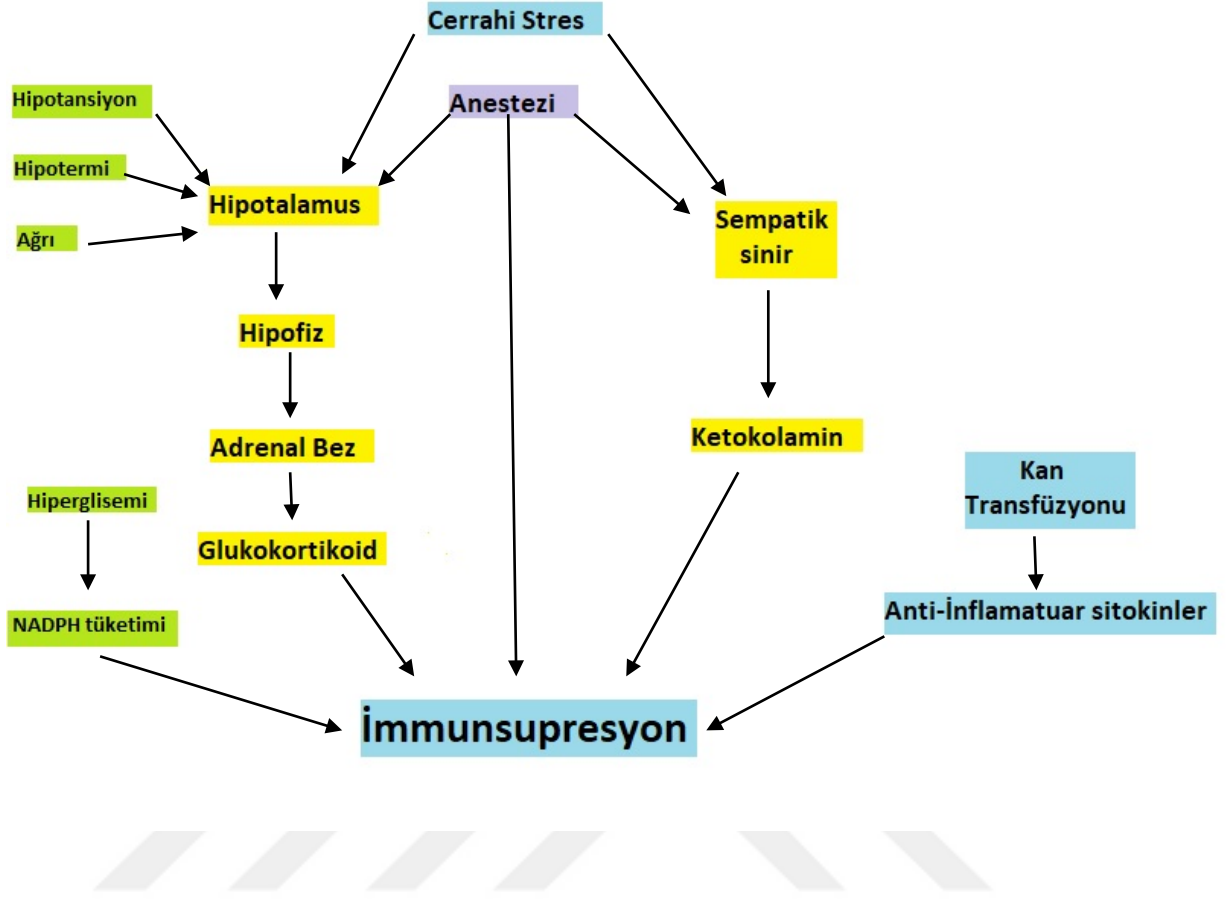 Cerrahi Stres
Anestezi
Hipotansiyon
Hipotermi
Ağrı
Hipotalamus
Sempatik
sinir
Hipofiz
Adrenal Bez
Ketokolamin
Glukokortikoid
Hiperglisemi
NADPH tüketimi
Kan
Transfüzyonu
Anti-İnflamatuar sitokinler
İmmunsupresyon